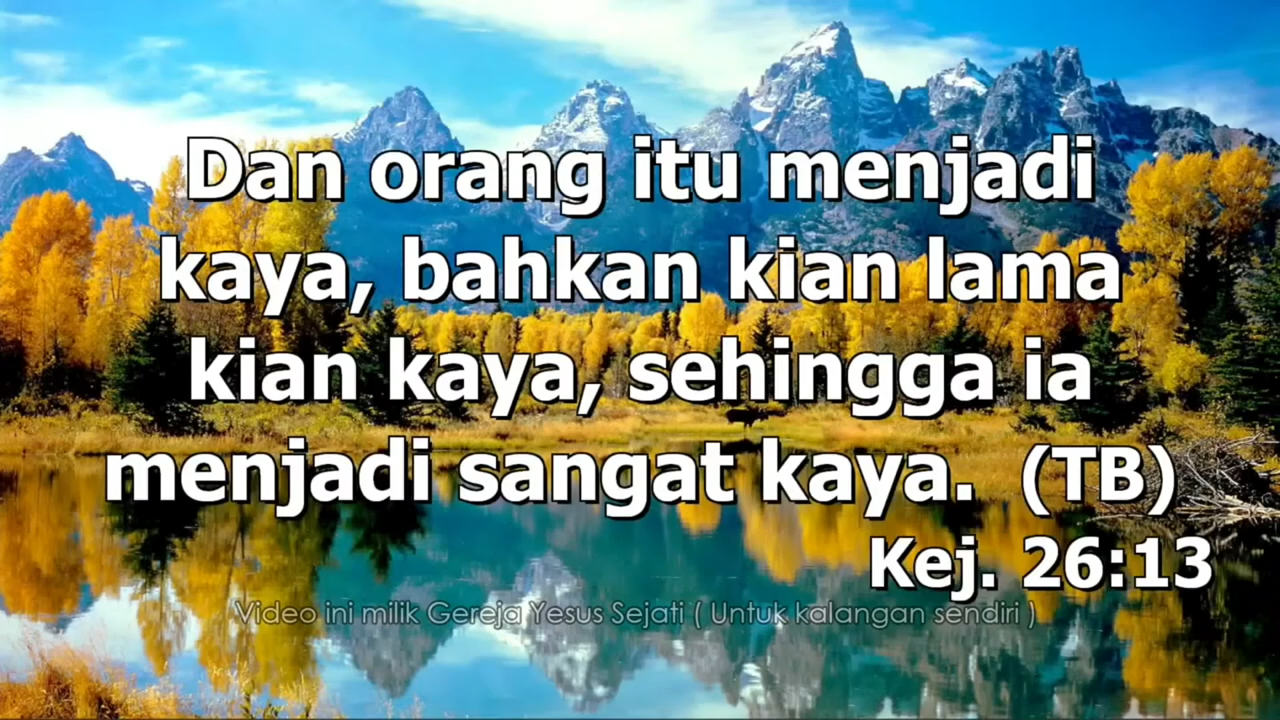 Dan orang itu menjadi
kaya, bahkan kian lama
kian kaya, sehingga ia
menjadi sangat kaya.  (TB)
Kej. 26:13
Video ini milik Gereja Yesus Sejati ( Untuk kalangan sendiri )